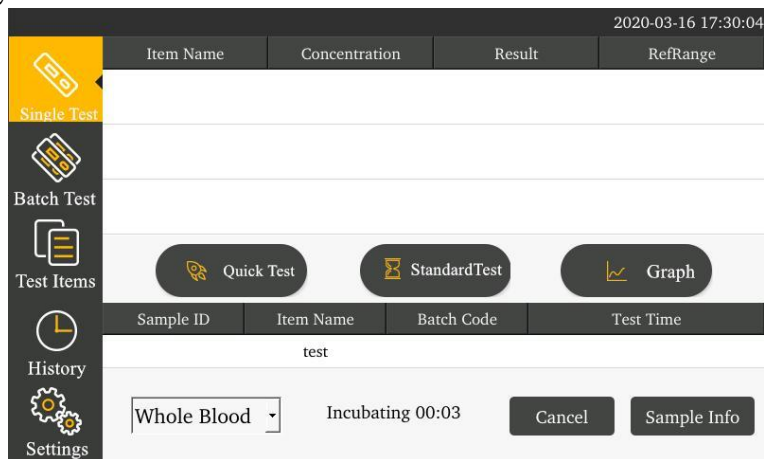 2020-03-16 17:30:04
Item Name Concentration Result RefRange
Single Test
Batch Test
Test Items
History
Settings
Quick Test StandardTest Graph
Sample ID Item Name Batch Code Test Time
test
Whole Blood Incubating 00:03 Cancel Sample Info